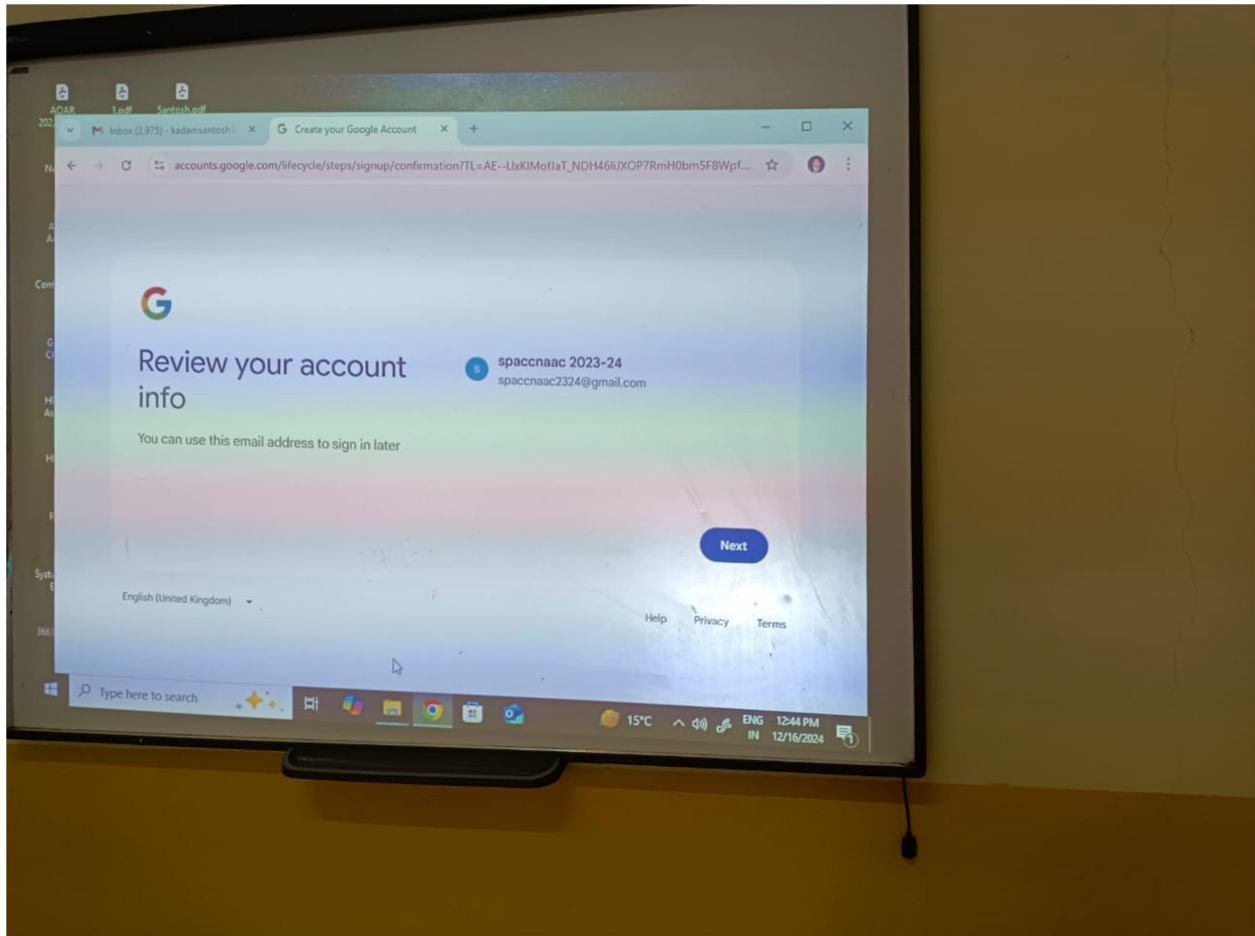 AQAR
1.pdf
Santosh.pdf
202
Inbox (2,975) - kadamsantosh
Create your Google Account
accounts.google.com/lifecycle/steps/signup/confirmation?TL=
Review your account
info
You can use this email address to sign in later
S
spaccnaac 2023-24
spaccnaac2324@gmail.com
Next
English (United Kingdom)
Help Privacy Terms
Type here to search
15°C
ENG 12:44 PM
IN 12/16/2024
1